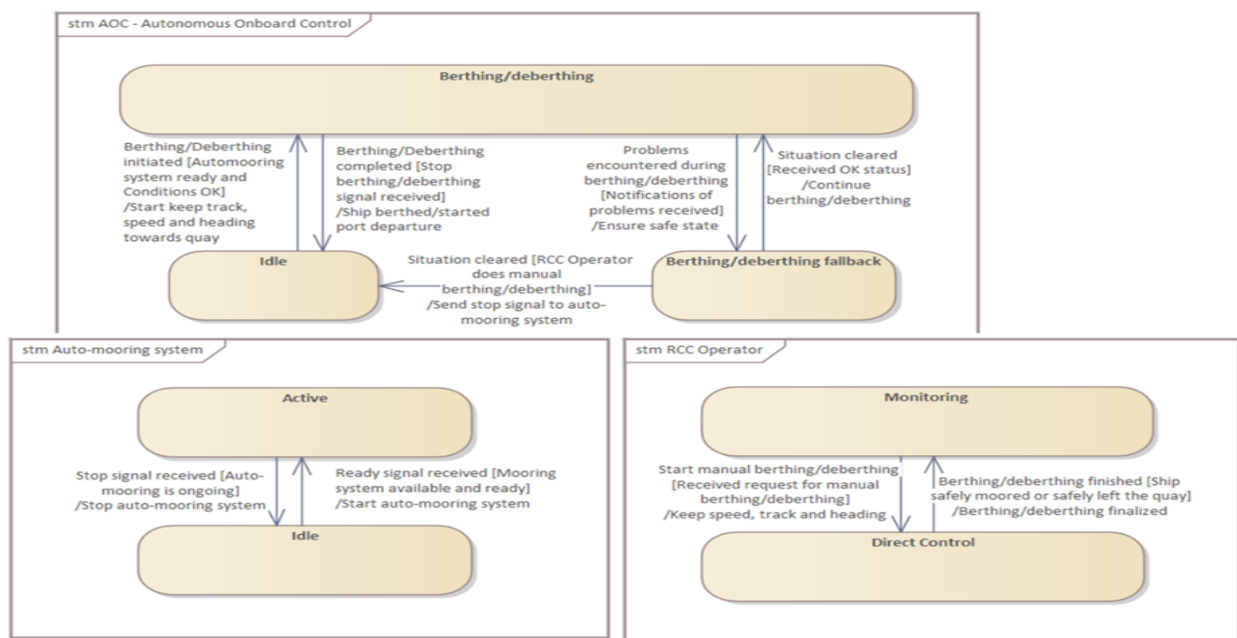 stm AOC - Autonomous Onboard Control
Berthing/deberthing
Berthing/Deberthing
initiated [Automooring
system ready and
Conditions OK]
/Start keep track,
speed and heading
towards quay
Berthing/Deberthing
completed [Stop
berthing/deberthing
signal received]
/Ship berthed/started
port departure
Problems
encountered during
berthing/deberthing
[Notifications of
problems received]
/Ensure safe state
Situation cleared
[Received OK status]
/Continue
berthing/deberthing
Idle
Situation cleared [RCC Operator
does manual
berthing/deberthing]
/Send stop signal to auto-
mooring system
Berthing/deberthing fallback
stm Auto-mooring system
Active
Stop signal received [Auto-
mooring is ongoing]
/Stop auto-mooring system
Ready signal received [Mooring
system available and ready]
/Start auto-mooring system
Idle
stm RCC Operator
Monitoring
Start manual berthing/deberthing
[Received request for manual
berthing/deberthing]
/Keep speed, track and heading
Berthing/deberthing finished [Ship
safely moored or safely left the quay]
/Berthing/deberthing finalized
Direct Control